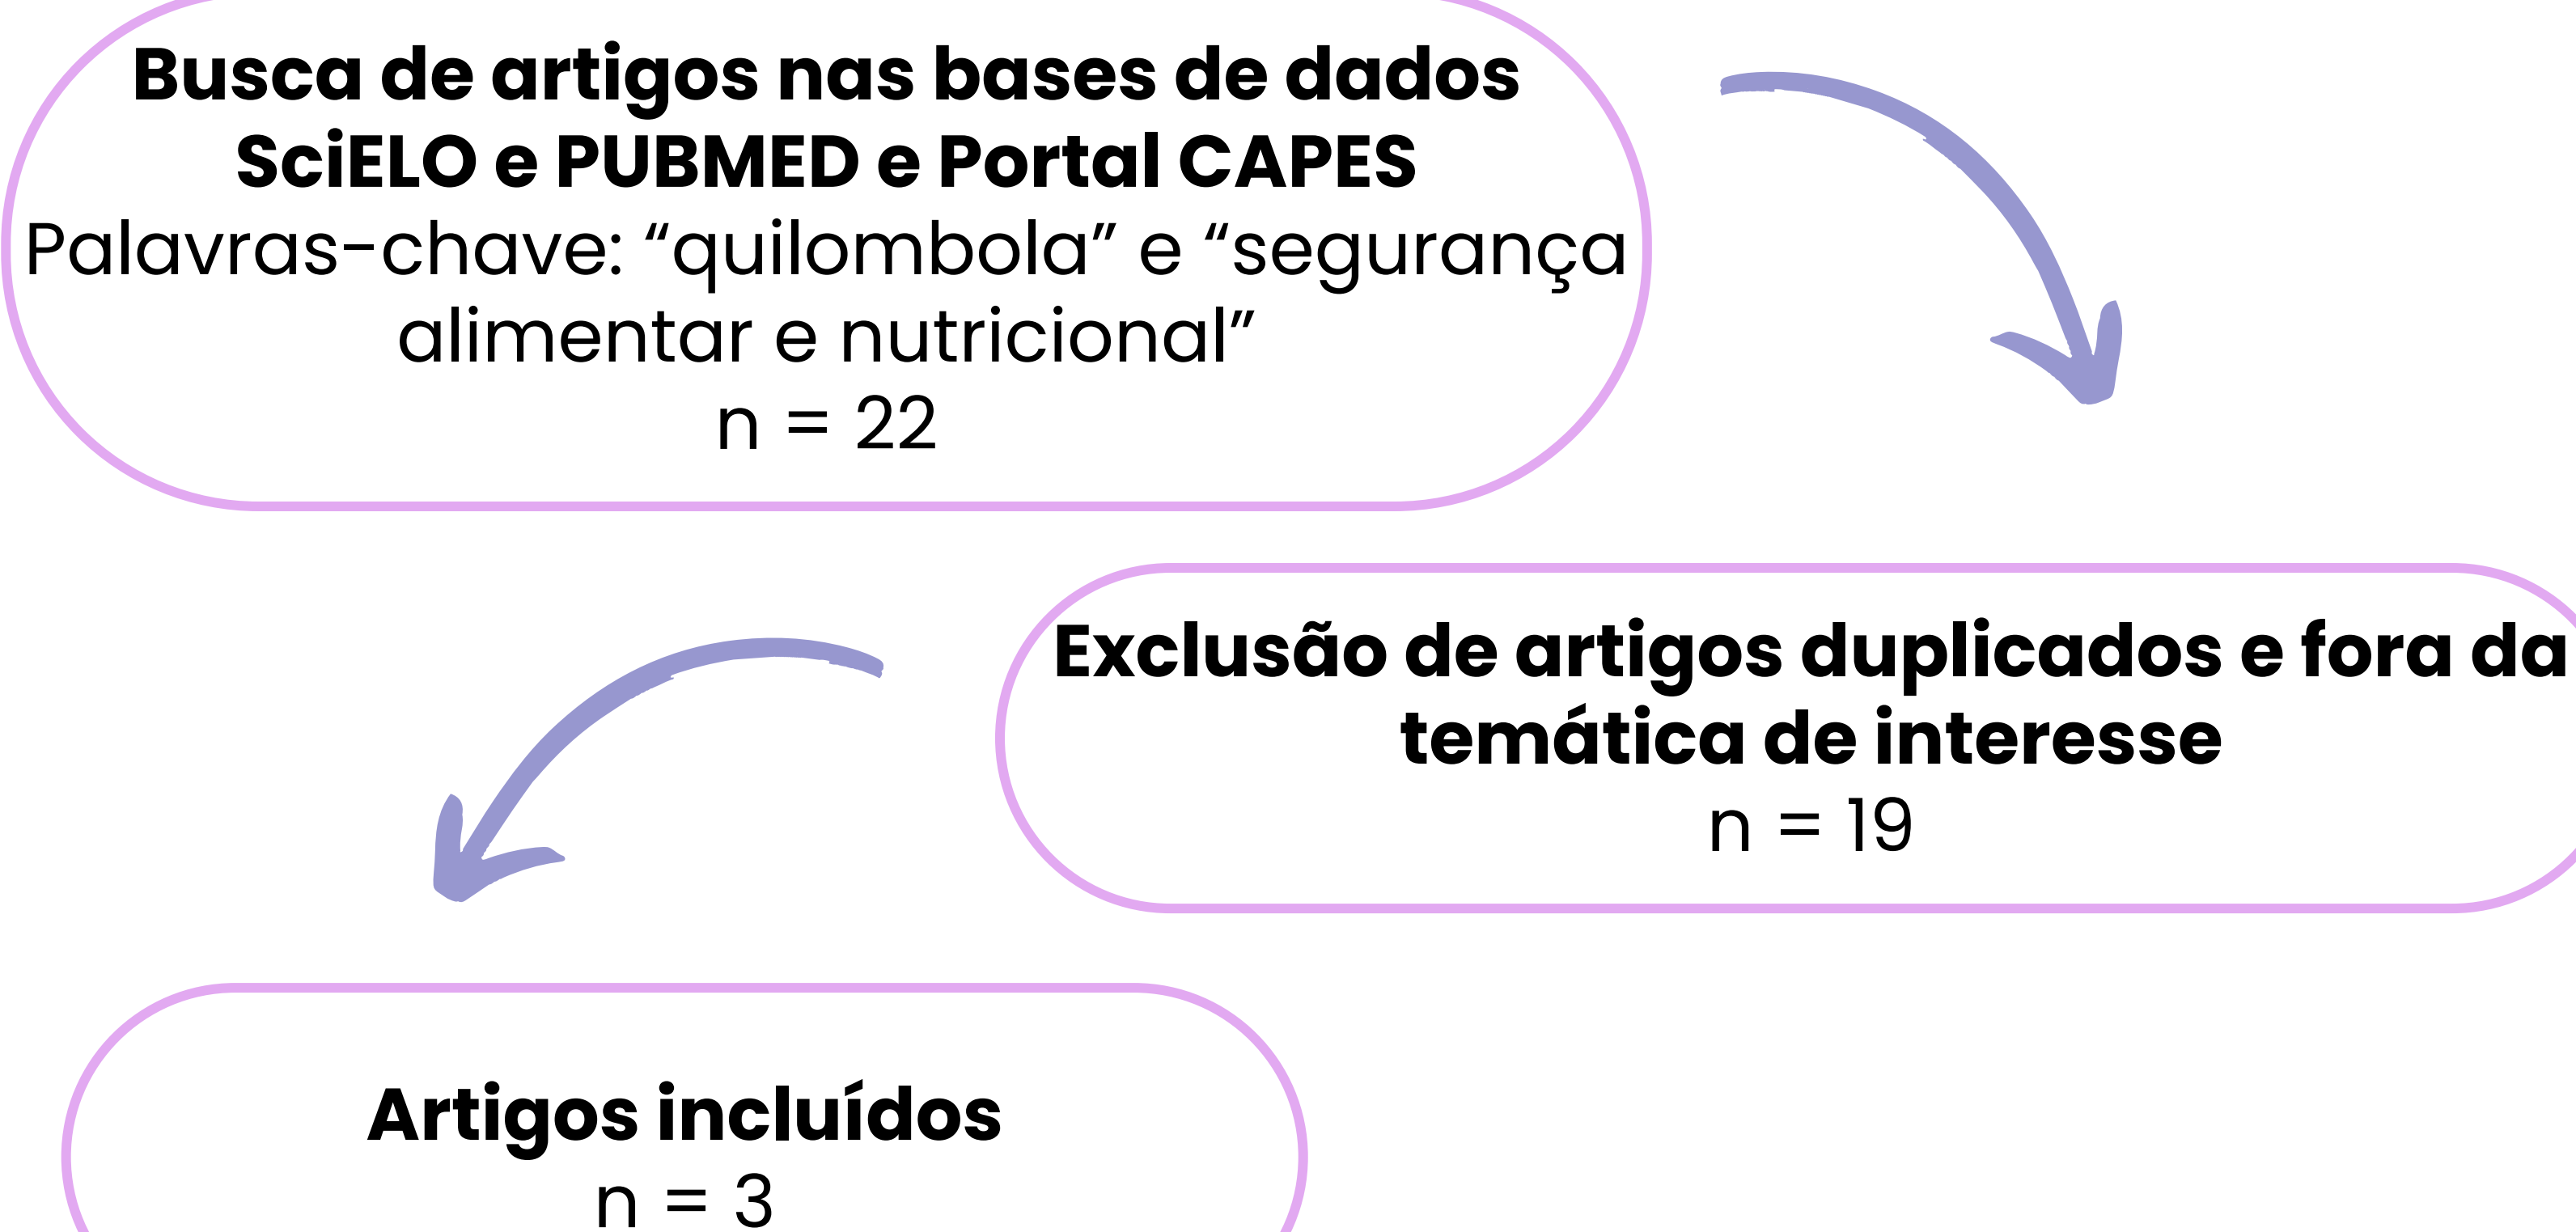 Busca de artigos nas bases de dados
SciELO e PUBMED e Portal CAPES
Palavras-chave: “quilombola” e “segurança
alimentar e nutricional”
n = 22
Exclusão de artigos duplicados e fora da
temática de interesse
n = 19
Artigos incluídos
n = 3